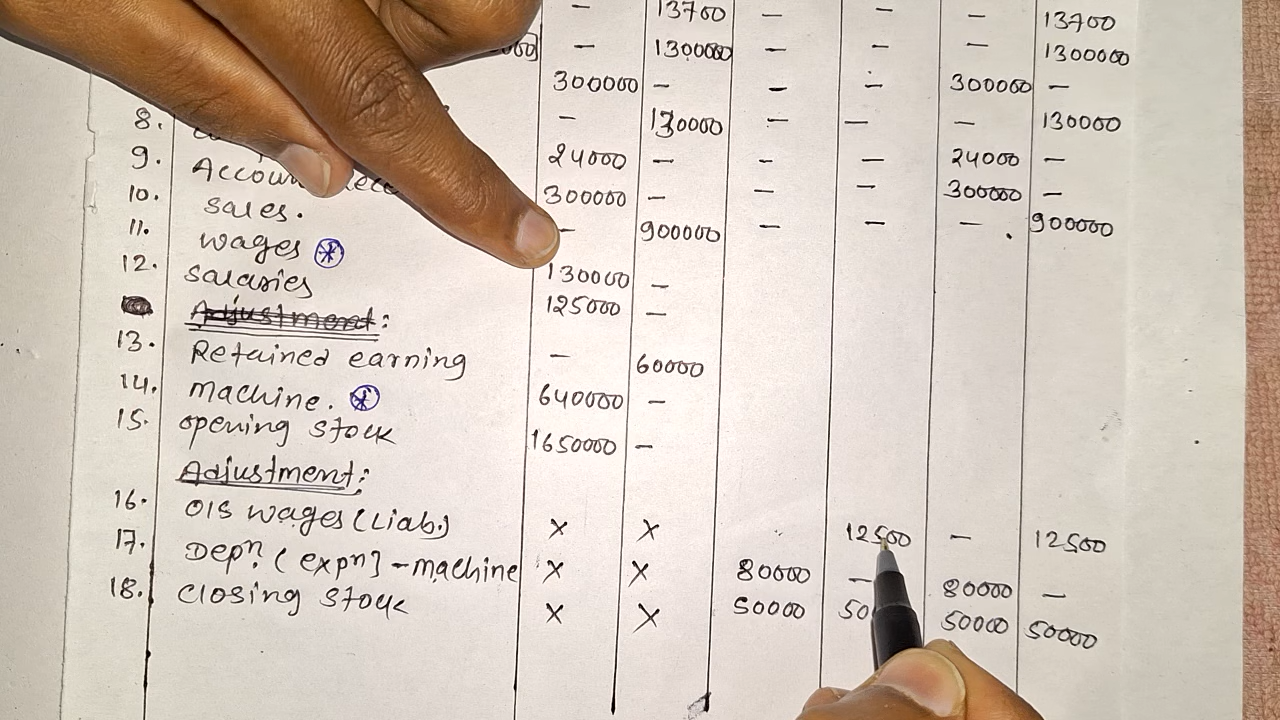 - 13700 - - - 13700
- 1300000 - - - 1300000
300000 - - - 300000 -
8. - 130000 - - - 130000
9. 24000 - - - 24000 -
10. 300000 - - - 300000 -
11. sales. - 900000 - - - 900000
12. wages * 130000 -
salaries 125000 -
Adjustment:
13. Retained earning - 60000
14. machine. * 640000 -
15. opening stock 1650000 -
Adjustment:
16. O/S wages (Liab.) × × 12500 - 12500
17. Depn. (expn] - machine × × 80000 - 80000 -
18. closing stock × × 50000 50 50000 50000